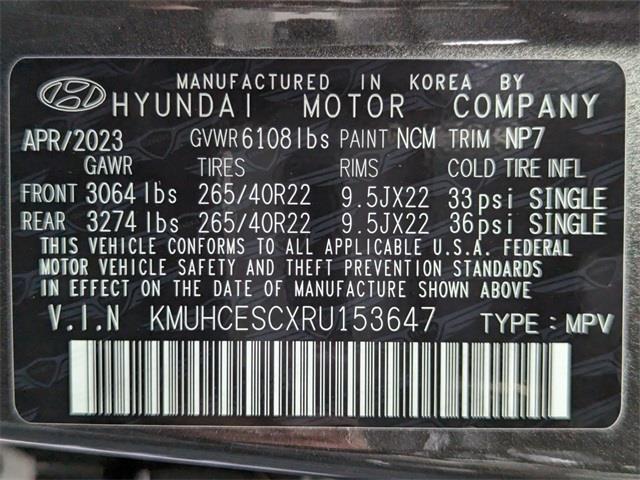 MANUFACTURED IN KOREA BY
HYUNDAI MOTOR COMPANY
APR/2023 GVWR 6108 lbs PAINT NCM TRIM NP7
GAWR TIRES RIMS COLD TIRE INFL
FRONT 3064 lbs 265/40R22 9.5JX22 33 psi SINGLE
REAR 3274 lbs 265/40R22 9.5JX22 36 psi SINGLE
THIS VEHICLE CONFORMS TO ALL APPLICABLE U.S.A. FEDERAL
MOTOR VEHICLE SAFETY AND THEFT PREVENTION STANDARDS
IN EFFECT ON THE DATE OF MANUFACTURE SHOWN ABOVE
V.I.N KMUHCESCXRU153647 TYPE: MPV